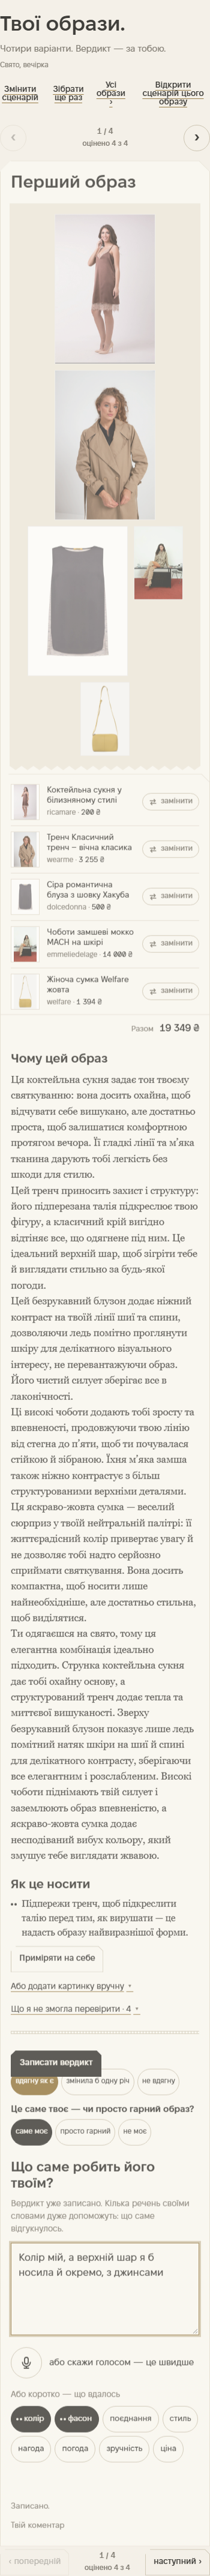 Твої образи.
Чотири варіанти. Вердикт — за тобою.
Свято, вечірка
Змінити сценарій
Зібрати ще раз
Усі образи ›
Відкрити сценарій цього образу
‹
1 / 4
оцінено 4 з 4
›
Перший образ
Коктейльна сукня у
білизняному стилі
ricamare · 200 ₴
замінити
Тренч Класичний
тренч – вічна класика
wearme · 3 255 ₴
замінити
Сіра романтична
блуза з шовку Хакуба
dolcedonna · 500 ₴
замінити
Чоботи замшеві мокко
MACH на шкірі
emmeliedelage · 14 000 ₴
замінити
Жіноча сумка Welfare
жовта
welfare · 1 394 ₴
замінити
Разом 19 349 ₴
Чому цей образ
Ця коктейльна сукня задає тон твоєму
святкуванню: вона досить охайна, щоб
відчувати себе вишукано, але достатньо
проста, щоб залишатися комфортною
протягом вечора. Її гладкі лінії та м’яка
тканина дарують тобі легкість без
шкоди для стилю.
Цей тренч приносить захист і структуру:
його підперезана талія підкреслює твою
фігуру, а класичний крій вигідно
відтіняє все, що одягнене під ним. Це
ідеальний верхній шар, щоб зігріти тебе
й виглядати стильно за будь-якої
погоди.
Цей безрукавний блузон додає ніжний
контраст на твоїй лінії шиї та спини,
дозволяючи ледь помітно проглянути
шкіру для делікатного візуального
інтересу, не перевантажуючи образ.
Його чистий силует зберігає все в
лаконічності.
Ці високі чоботи додають тобі зросту та
впевненості, продовжуючи твою лінію
від стегна до п’яти, що ти почувалася
стійкою й зібраною. Їхня м’яка замша
також ніжно контрастує з більш
структурованими верхніми деталями.
Ця яскраво-жовта сумка — веселий
сюрприз у твоїй нейтральній палітрі: її
життєрадісний колір привертає увагу й
не дозволяє тобі надто серйозно
сприймати святкування. Вона досить
компактна, щоб носити лише
найнеобхідніше, але достатньо стильна,
щоб виділятися.
Ти одягаєшся на свято, тому ця
елегантна комбінація ідеально
підходить. Струнка коктейльна сукня
дає тобі охайну основу, а
структурований тренч додає тепла та
миттєвої вишуканості. Зверху
безрукавний блузон показує лише ледь
помітний натяк шкіри на шиї й спині
для делікатного контрасту, зберігаючи
все елегантним і розслабленим. Високі
чоботи піднімають твій силует і
заземлюють образ впевненістю, а
яскраво-жовта сумка додає
несподіваний вибух кольору, який
змушує тебе виглядати жвавою.
Як це носити
Підпережи тренч, щоб підкреслити
талію перед тим, як вирушати — це
надасть образу найвиразнішої форми.
Приміряти на себе
Або додати картинку вручну
Що я не змогла перевірити · 4
Записати вердикт
вдягну як є
змінила б одну річ
не вдягну
Це саме твоє — чи просто гарний образ?
саме моє
просто гарний
не моє
Що саме робить його
твоїм?
Вердикт уже записано. Кілька речень своїми
словами дуже допоможуть: що саме
відгукнулось.
Колір мій, а верхній шар я б
носила й окремо, з джинсами
або скажи голосом — це швидше
Або коротко — що вдалось
колір
фасон
поєднання
стиль
нагода
погода
зручність
ціна
Записано.
Твій коментар
‹ попередній
1 / 4
оцінено 4 з 4
наступний ›